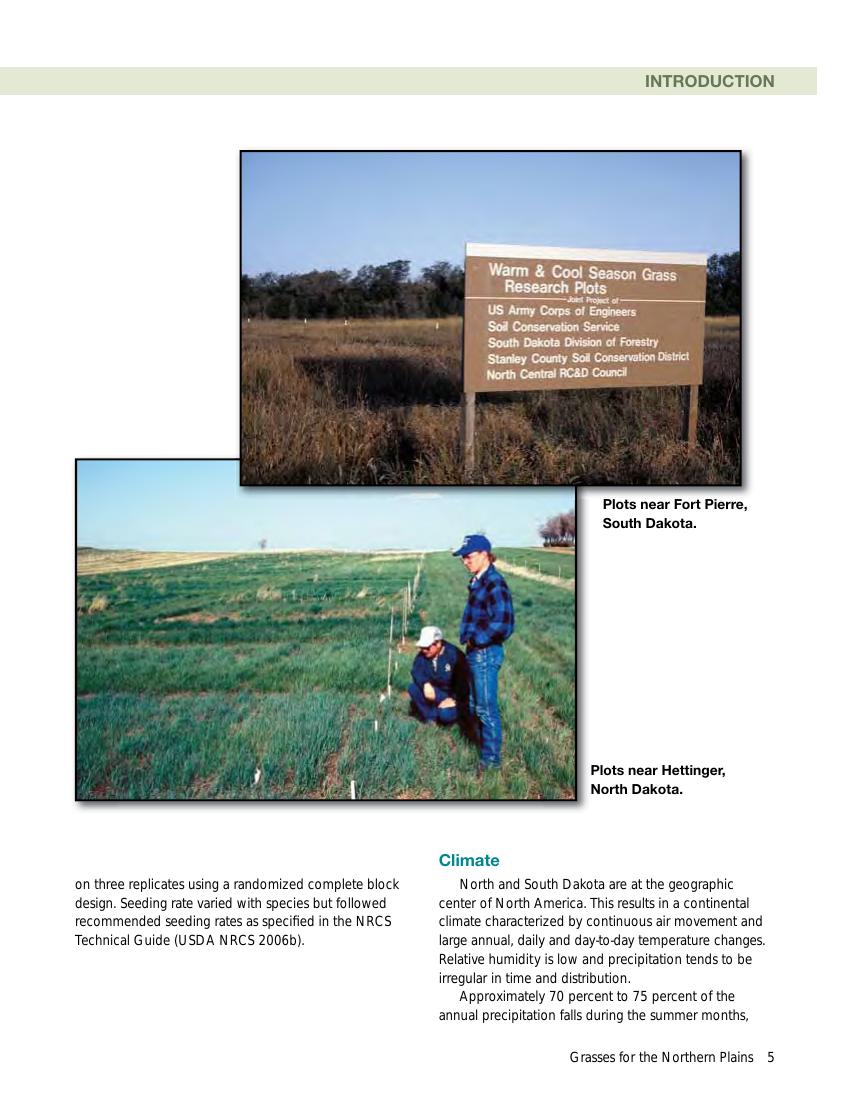 INTRODUCTION
Warm & Cool Season Grass
Research Plots
Joint Project of
US Army Corps of Engineers
Soil Conservation Service
South Dakota Division of Forestry
Stanley County Soil Conservation District
North Central RC&D Council
Plots near Fort Pierre,
South Dakota.
Plots near Hettinger,
North Dakota.
on three replicates using a randomized complete block
design. Seeding rate varied with species but followed
recommended seeding rates as specified in the NRCS
Technical Guide (USDA NRCS 2006b).
Climate
North and South Dakota are at the geographic
center of North America. This results in a continental
climate characterized by continuous air movement and
large annual, daily and day-to-day temperature changes.
Relative humidity is low and precipitation tends to be
irregular in time and distribution.
Approximately 70 percent to 75 percent of the
annual precipitation falls during the summer months,
Grasses for the Northern Plains 5